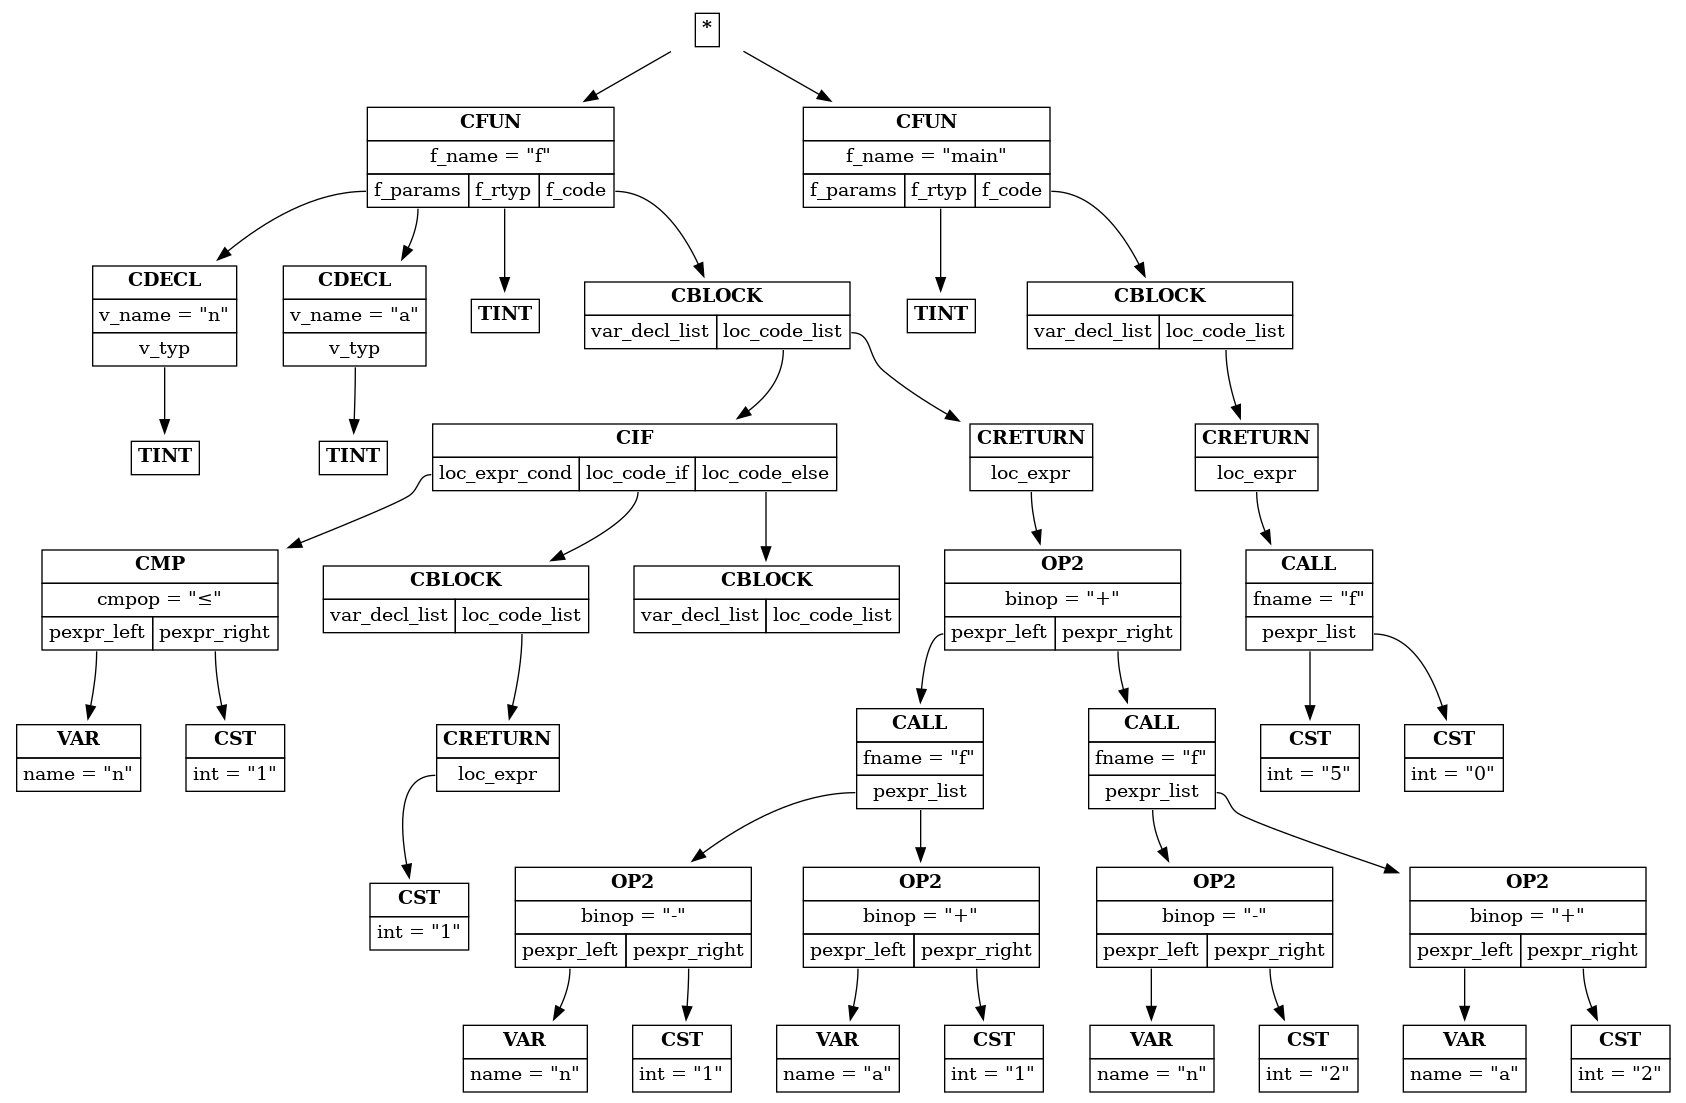 *
CFUN
f_name = "f"
f_params f_rtyp f_code
CFUN
f_name = "main"
f_params f_rtyp f_code
CDECL
v_name = "n"
v_typ
CDECL
v_name = "a"
v_typ
TINT
CBLOCK
var_decl_list loc_code_list
TINT
CBLOCK
var_decl_list loc_code_list
TINT
TINT
CIF
loc_expr_cond loc_code_if loc_code_else
CRETURN
loc_expr
CRETURN
loc_expr
CMP
cmpop = "≤"
pexpr_left pexpr_right
CBLOCK
var_decl_list loc_code_list
CBLOCK
var_decl_list loc_code_list
OP2
binop = "+"
pexpr_left pexpr_right
CALL
fname = "f"
pexpr_list
VAR
name = "n"
CST
int = "1"
CRETURN
loc_expr
CALL
fname = "f"
pexpr_list
CALL
fname = "f"
pexpr_list
CST
int = "5"
CST
int = "0"
CST
int = "1"
OP2
binop = "-"
pexpr_left pexpr_right
OP2
binop = "+"
pexpr_left pexpr_right
OP2
binop = "-"
pexpr_left pexpr_right
OP2
binop = "+"
pexpr_left pexpr_right
VAR
name = "n"
CST
int = "1"
VAR
name = "a"
CST
int = "1"
VAR
name = "n"
CST
int = "2"
VAR
name = "a"
CST
int = "2"